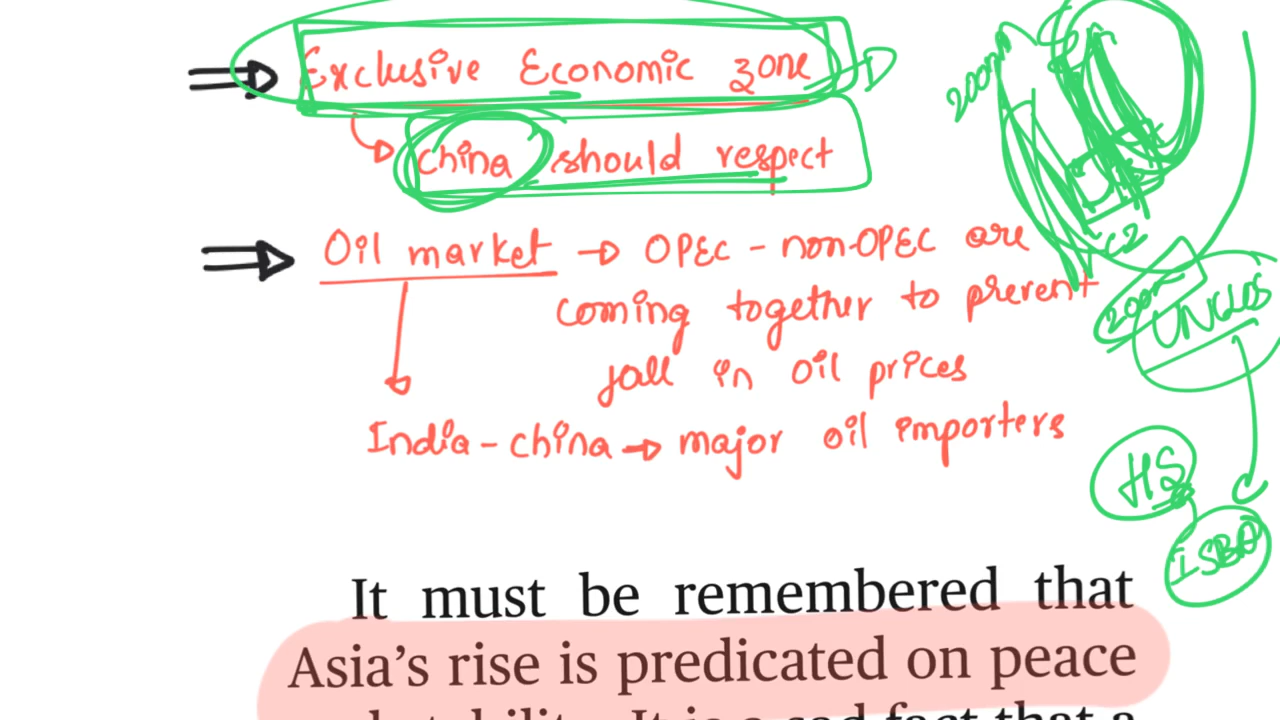 Exclusive Economic zone
200nm
China should respect
Oil market → OPEC - non-OPEC are
coming together to prevent
fall in oil prices
200nm
UNCLOS
India - china → major oil importers
HS
ISBA
It must be remembered that
Asia's rise is predicated on peace